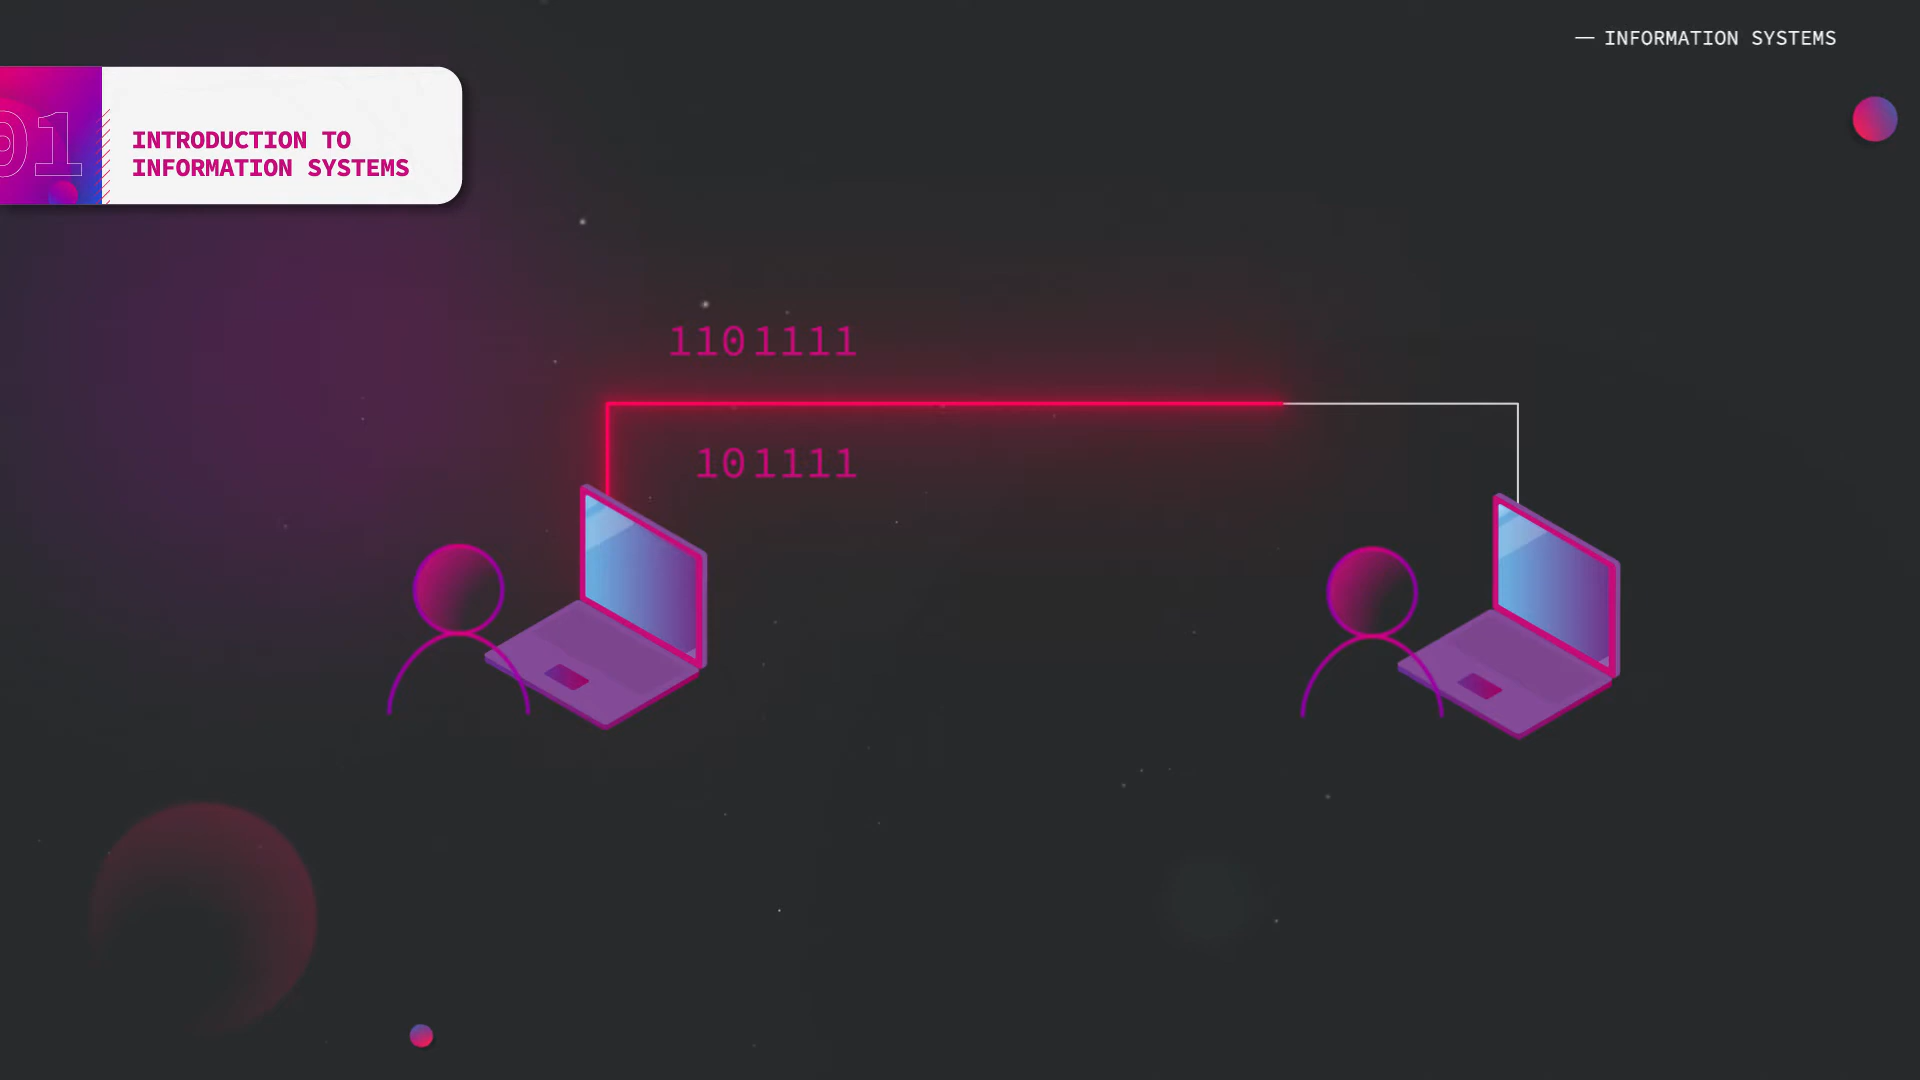 — INFORMATION SYSTEMS
01
INTRODUCTION TO
INFORMATION SYSTEMS
1101111
101111